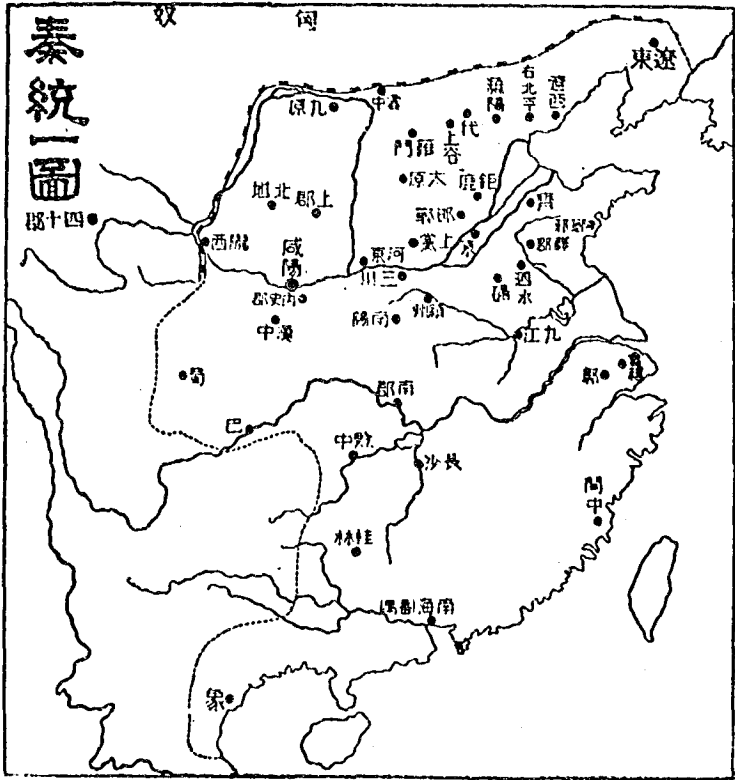 秦統一圖
匈奴
遼東
遼西
右北平
漁陽
代
上谷
雁門
雲中
九原
太原
鉅鹿
邯鄲
上黨
河東
三川
北地
上郡
隴西
四十郡
咸陽
內史郡
漢中
南陽
潁川
碭
泗水
薛郡
琅邪
齊
九江
鄣
會稽
蜀
巴
南郡
黔中
長沙
閩中
桂林
南海番禺
象